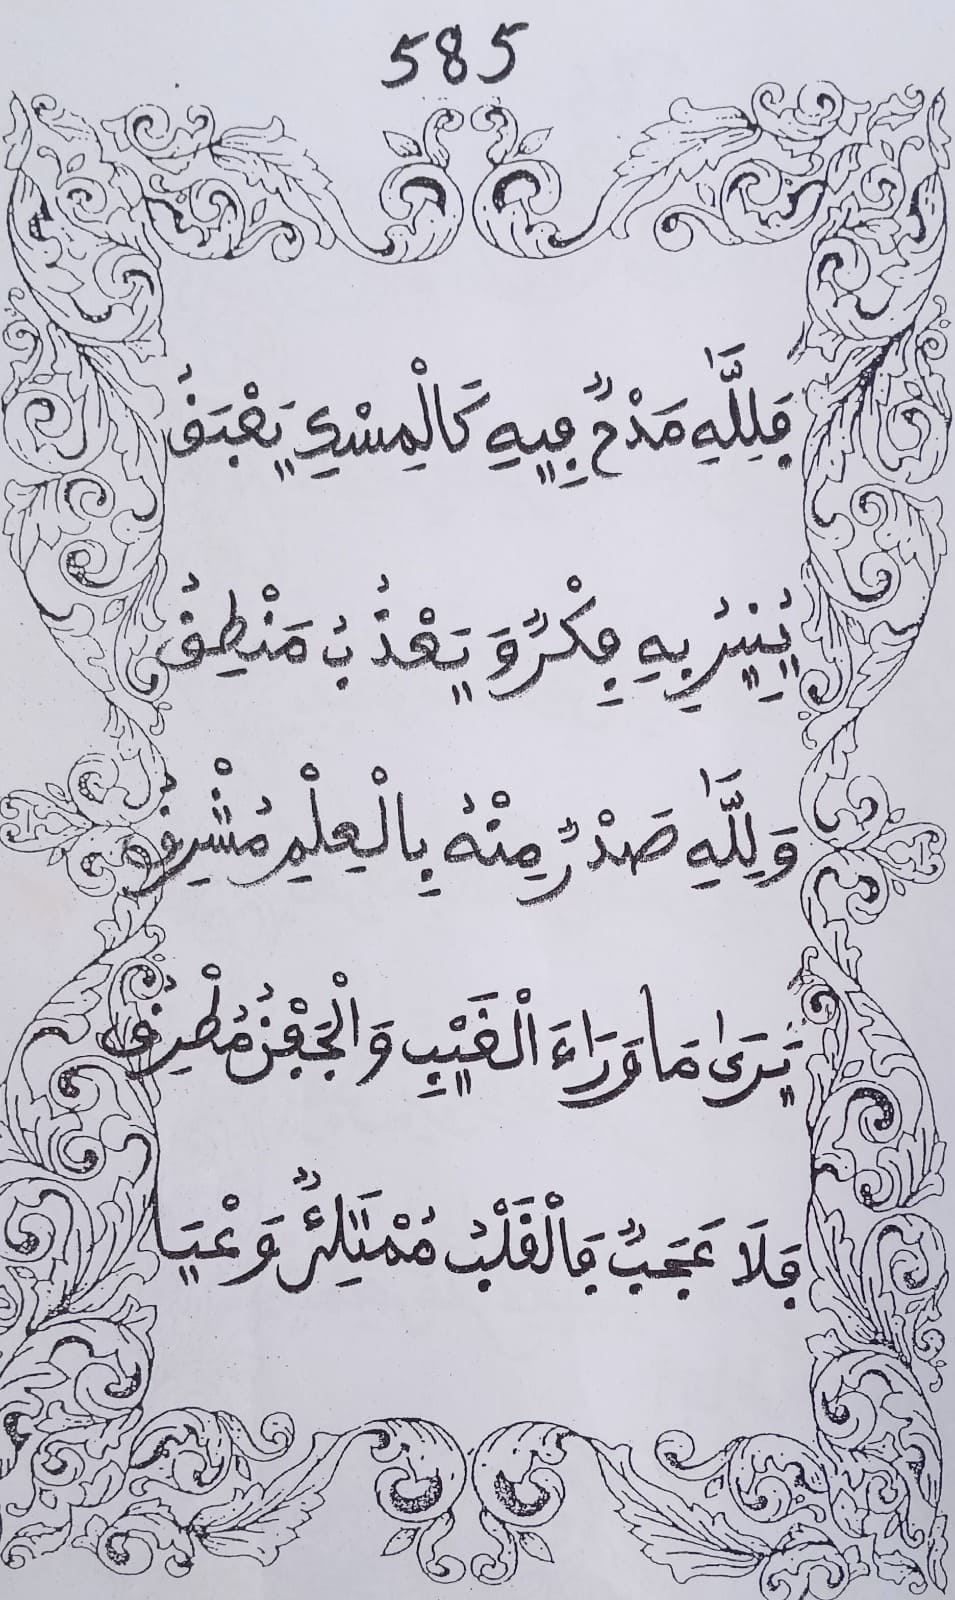 585
فَلِلَّهِ مَدْحٌ فِيهِ كَالْمِسْكِ يَعْبَقُ
يُنِيرُ بِهِ فِكْرٌ وَ يَعْذُبُ مَنْطِقُ
وَلِلَّهِ صَدْرٌ مِنْهُ بِالْعِلْمِ مُشْرِقُ
يَرَىٰ مَا وَرَاءَ الْغَيْبِ وَالْجَفْنُ مُطْرِقُ
فَلَا عَجَبٌ فَالْقَلْبُ مُمْتَلِئٌ وَعْيَا